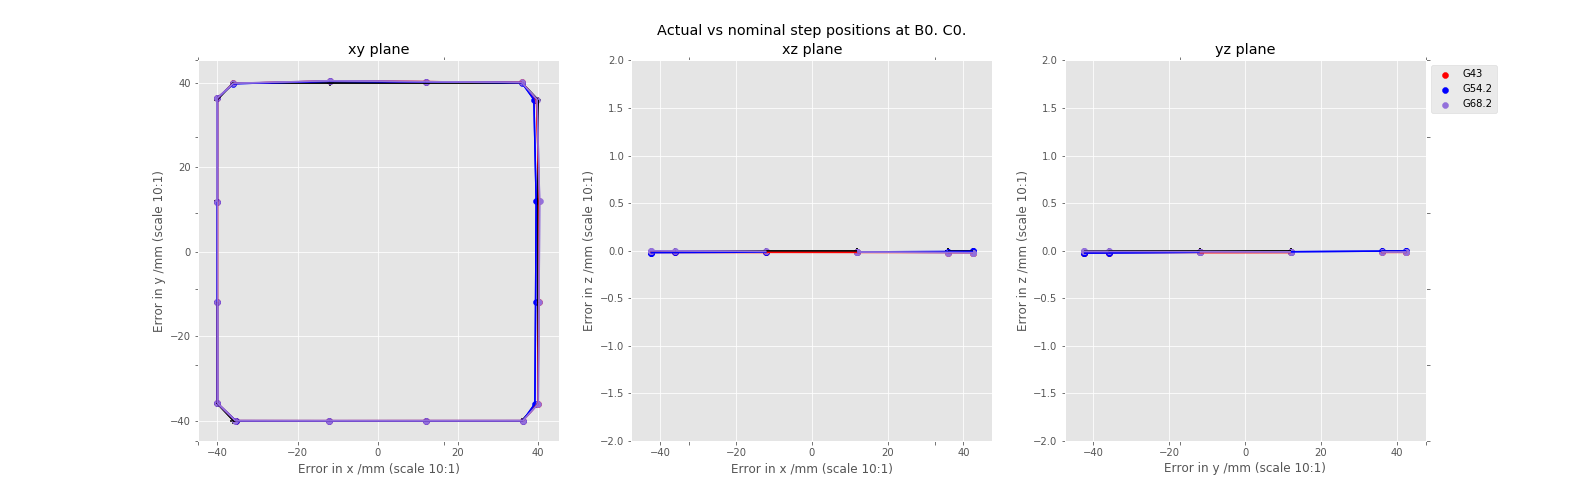 Actual vs nominal step positions at B0. C0.
xy plane
40
20
0
−20
−40
−40
−20
0
20
40
Error in y /mm (scale 10:1)
Error in x /mm (scale 10:1)
xz plane
2.0
1.5
1.0
0.5
0.0
−0.5
−1.0
−1.5
−2.0
−40
−20
0
20
40
Error in z /mm (scale 10:1)
Error in x /mm (scale 10:1)
yz plane
2.0
1.5
1.0
0.5
0.0
−0.5
−1.0
−1.5
−2.0
−40
−20
0
20
40
Error in z /mm (scale 10:1)
Error in y /mm (scale 10:1)
G43
G54.2
G68.2